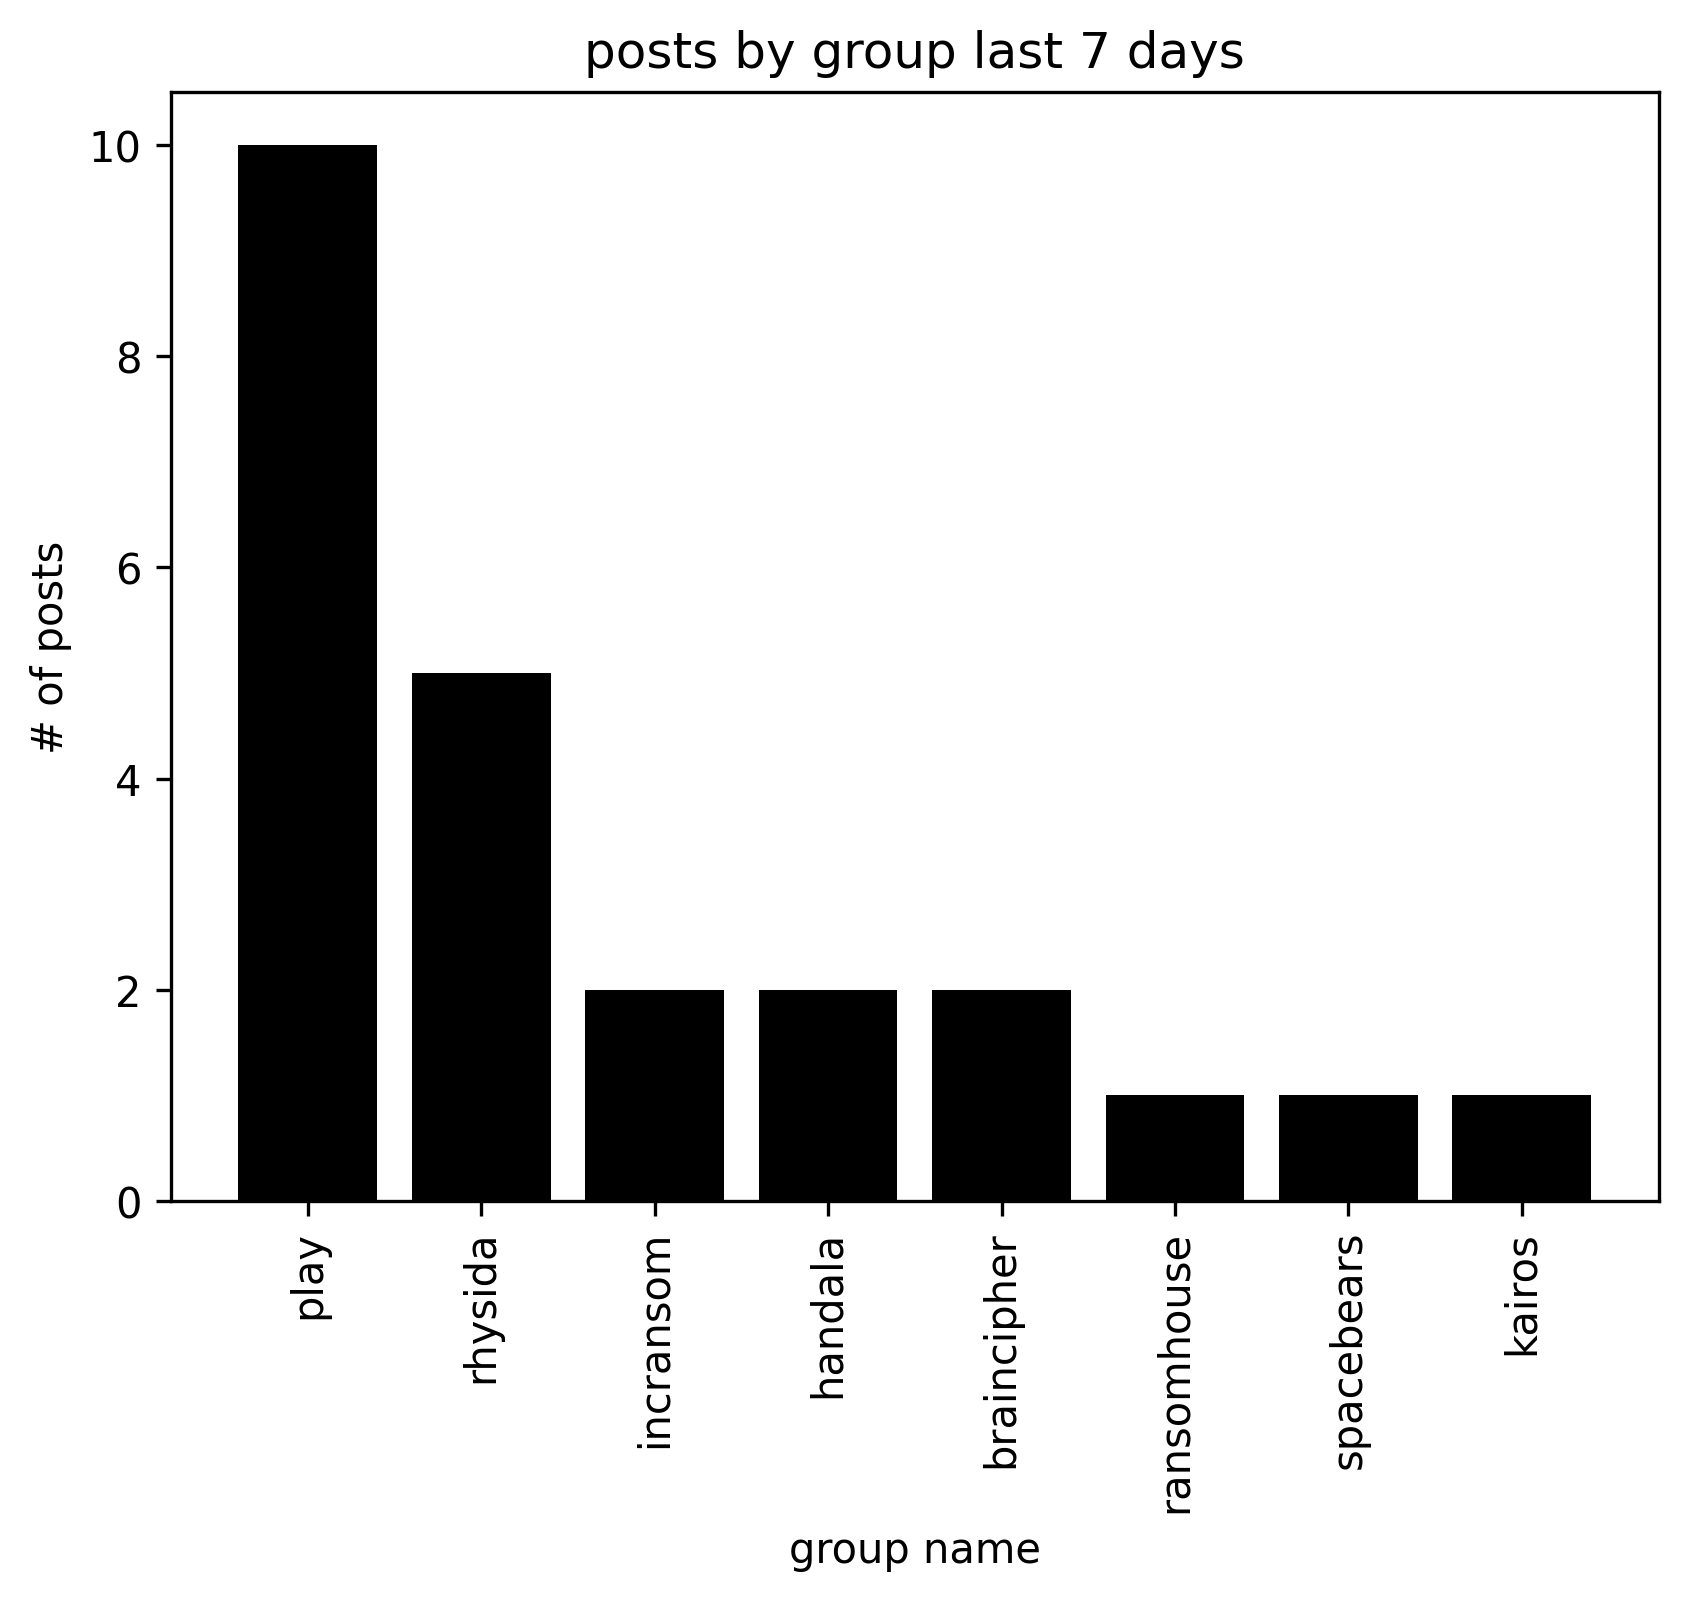 posts by group last 7 days
# of posts
10
8
6
4
2
0
play
rhysida
incransom
handala
braincipher
ransomhouse
spacebears
kairos
group name